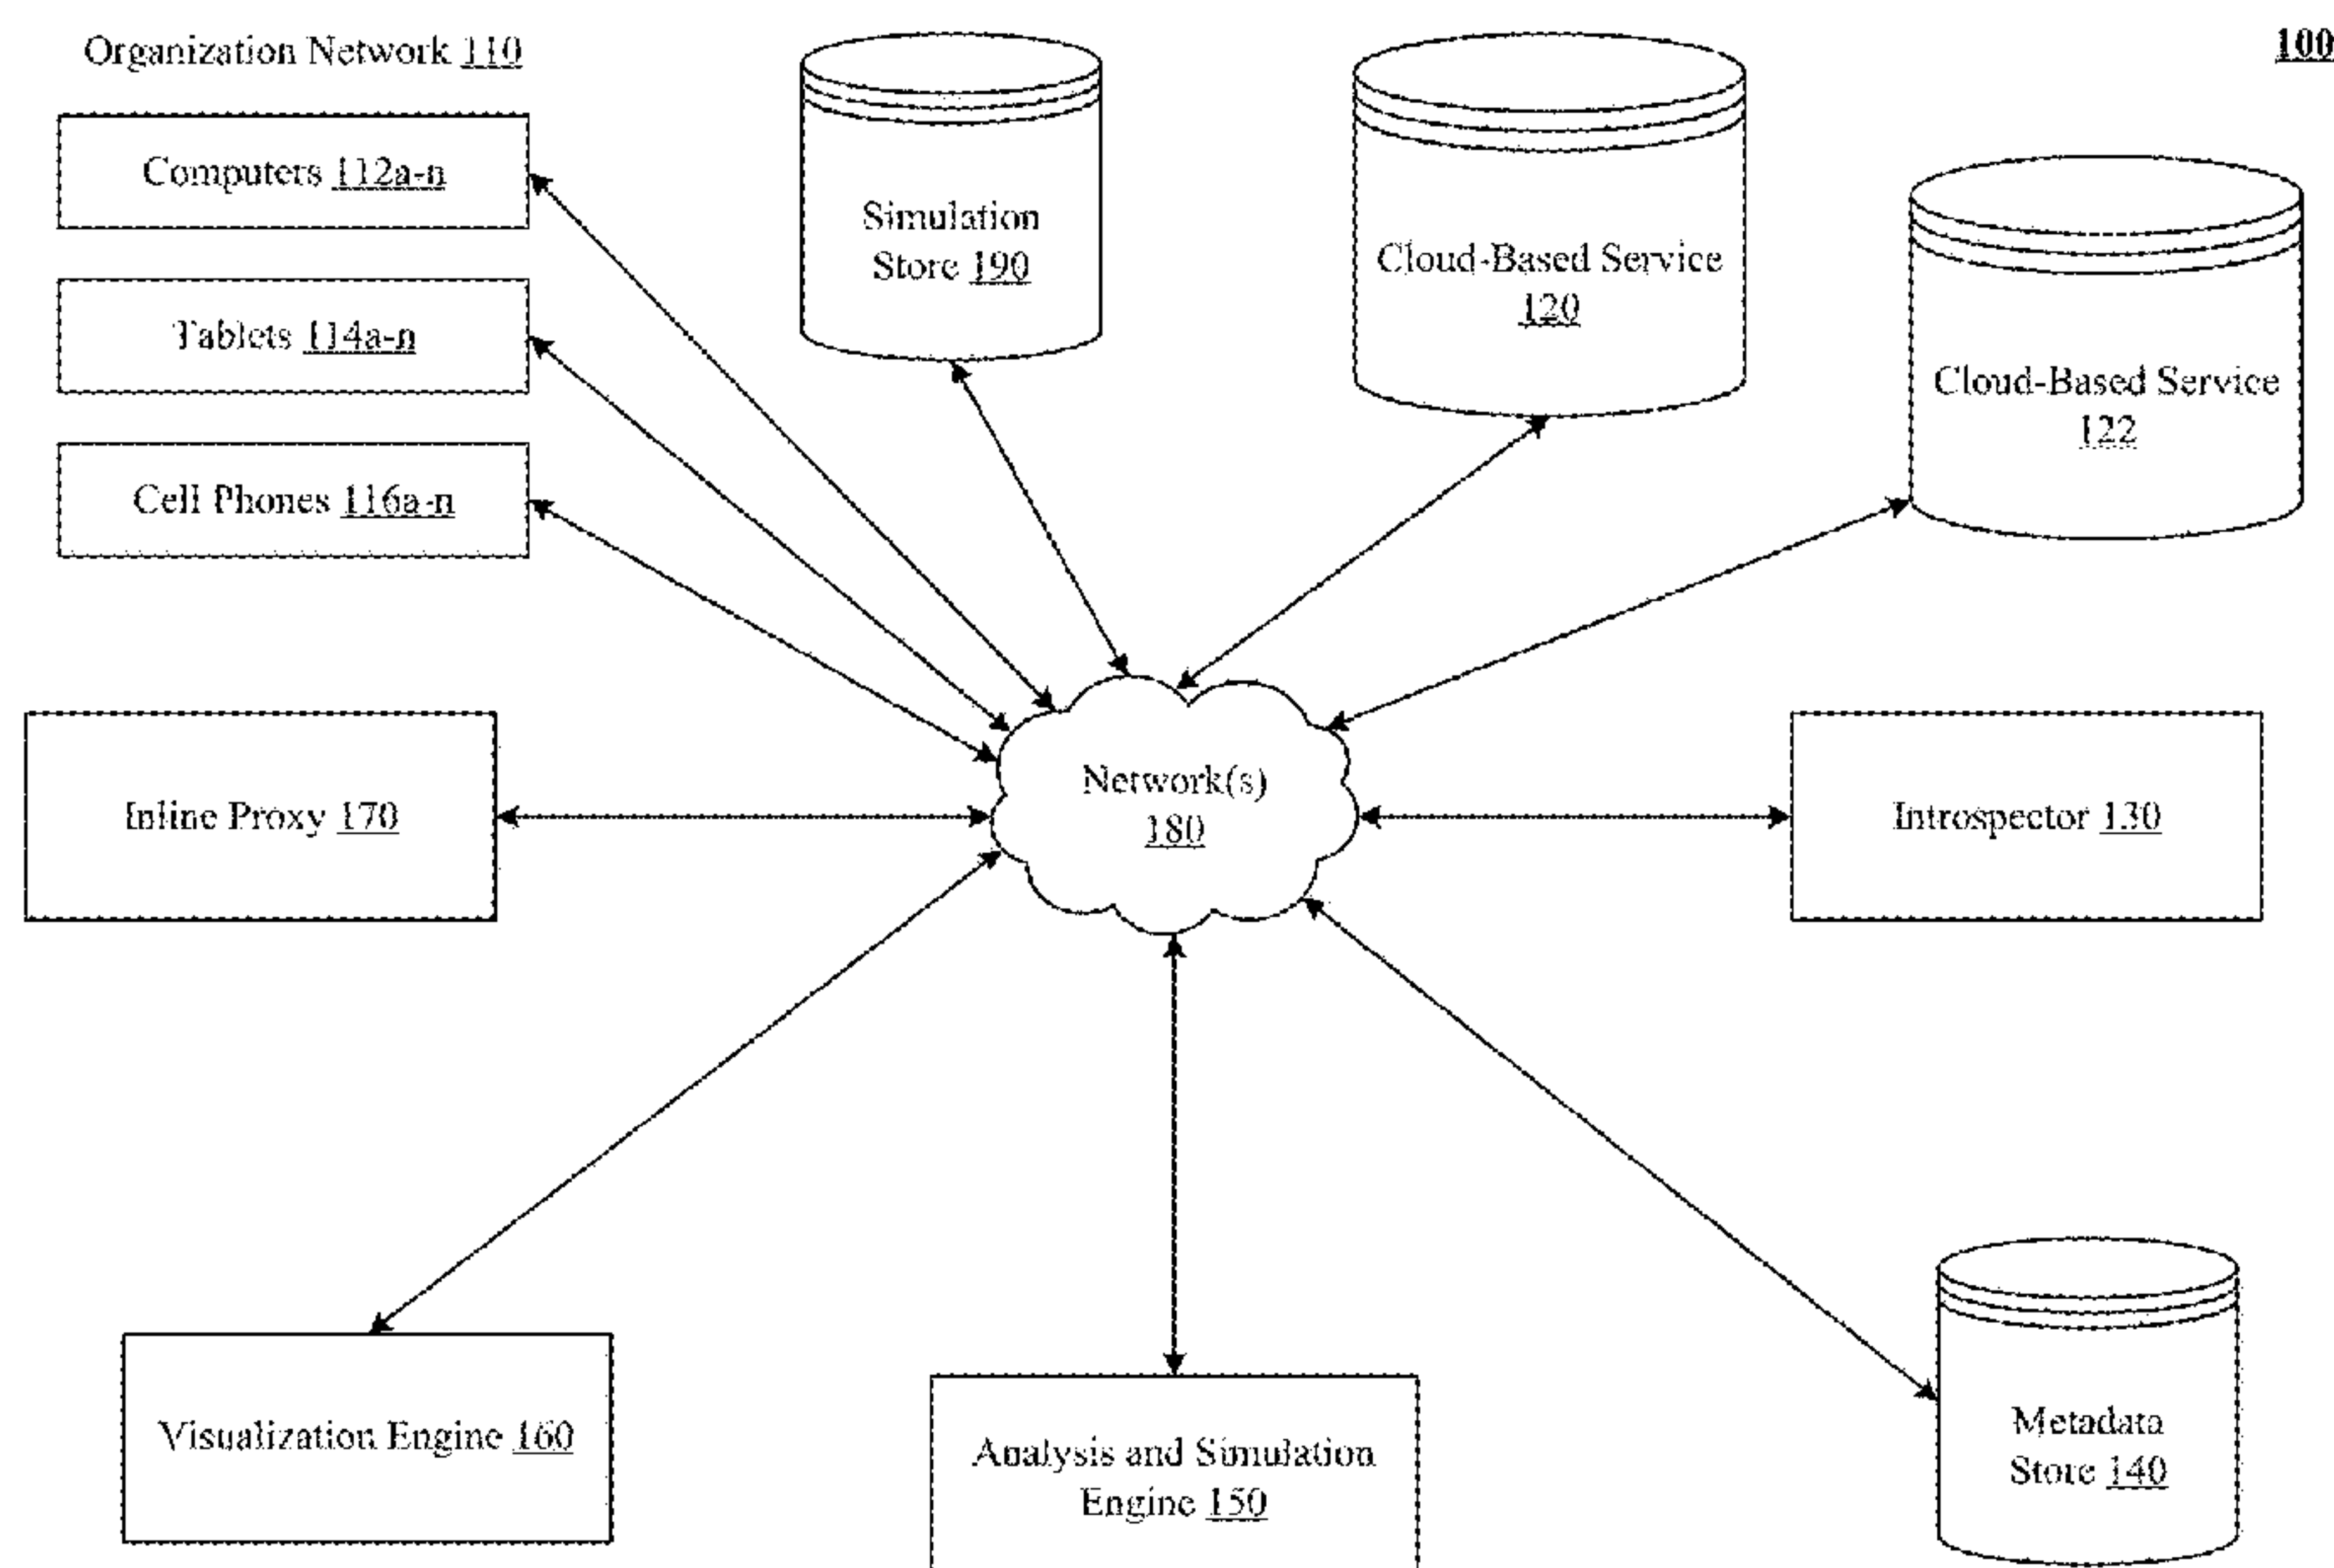 Organization Network 110
100
Computers 112a-n
Tablets 114a-n
Cell Phones 116a-n
Simulation
Store 190
Cloud-Based Service
120
Cloud-Based Service
122
Inline Proxy 170
Network(s)
180
Introspector 130
Visualization Engine 160
Analysis and Simulation
Engine 150
Metadata
Store 140